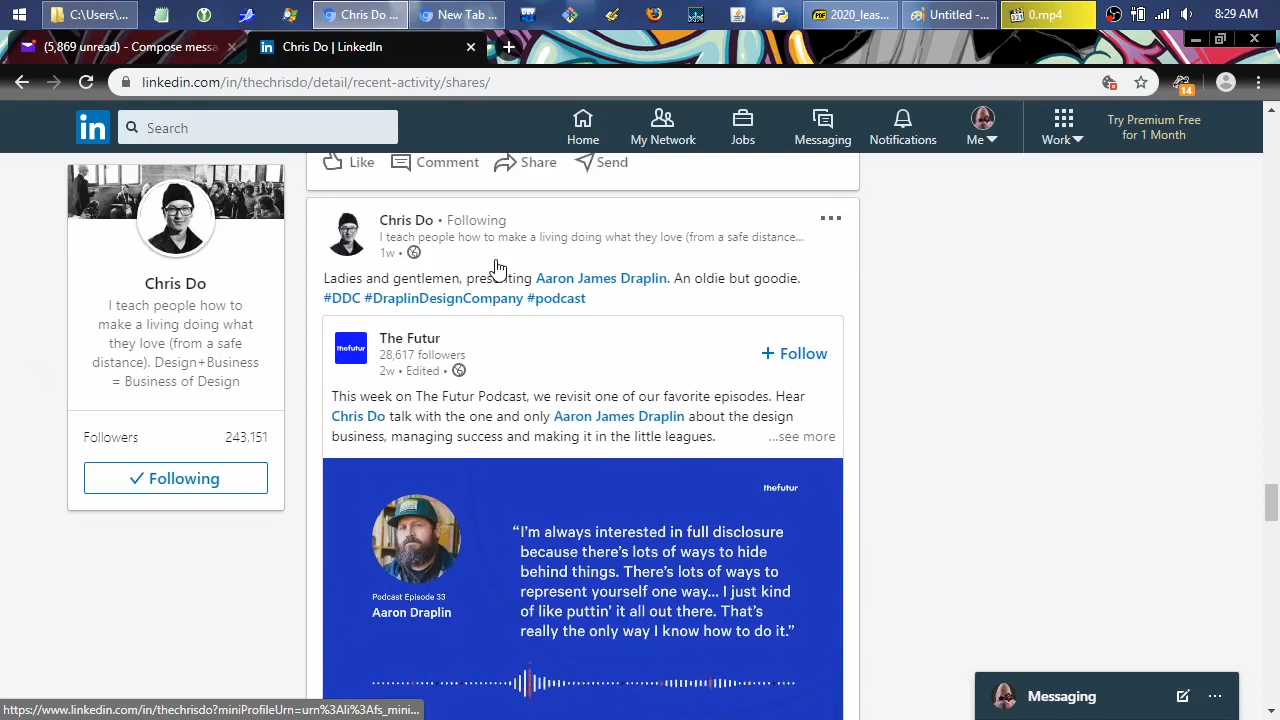 C:\Users\...
Chris Do ...
New Tab ...
2020_leas...
Untitled -...
0.mp4
8:29 AM
(5,869 unread) - Compose messa
Chris Do | LinkedIn
linkedin.com/in/thechrisdo/detail/recent-activity/shares/
14
in
Search
Home
My Network
Jobs
Messaging
Notifications
Me
Work
Try Premium Free
for 1 Month
Like
Comment
Share
Send
Chris Do
I teach people how to
make a living doing what
they love (from a safe
distance). Design+Business
= Business of Design
Followers 243,151
Following
Chris Do • Following
I teach people how to make a living doing what they love (from a safe distance...
1w •
Ladies and gentlemen, presenting Aaron James Draplin. An oldie but goodie.
#DDC #DraplinDesignCompany #podcast
thefutur
The Futur
28,617 followers
2w • Edited •
+ Follow
This week on The Futur Podcast, we revisit one of our favorite episodes. Hear
Chris Do talk with the one and only Aaron James Draplin about the design
business, managing success and making it in the little leagues. ...see more
thefutur
Podcast Episode 33
Aaron Draplin
“I’m always interested in full disclosure
because there’s lots of ways to hide
behind things. There’s lots of ways to
represent yourself one way... I just kind
of like puttin’ it all out there. That’s
really the only way I know how to do it.”
Messaging
https://www.linkedin.com/in/thechrisdo?miniProfileUrn=urn%3Ali%3Afs_mini...